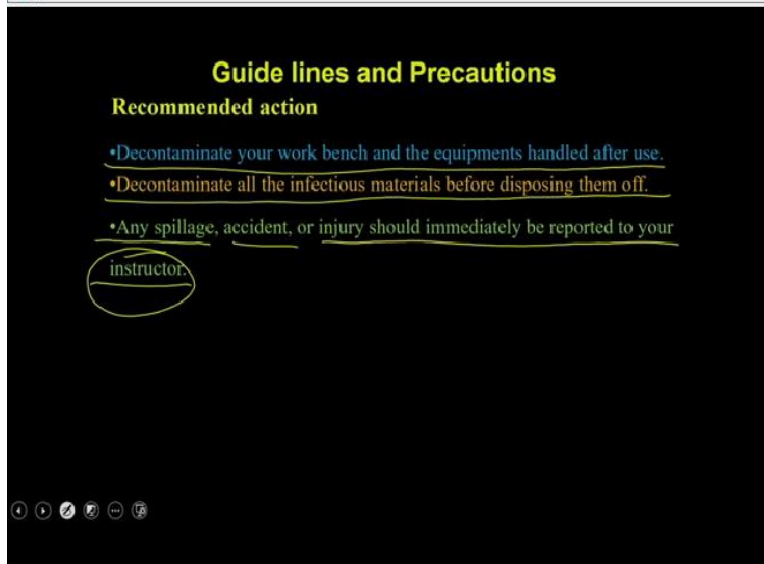 Guide lines and Precautions
Recommended action
•Decontaminate your work bench and the equipments handled after use.
•Decontaminate all the infectious materials before disposing them off.
•Any spillage, accident, or injury should immediately be reported to your
instructor.